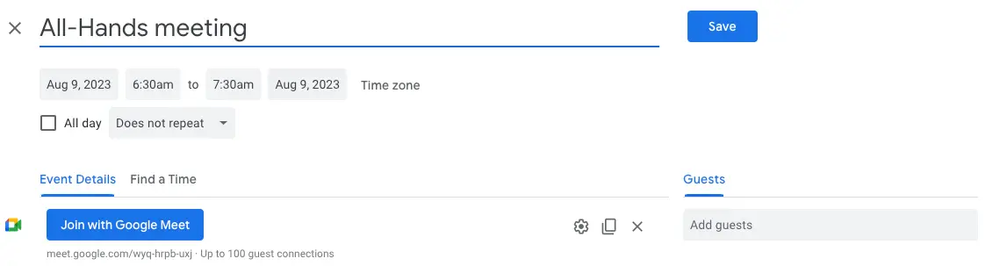 All-Hands meeting
Save
Aug 9, 2023 6:30am to 7:30am Aug 9, 2023 Time zone
All day Does not repeat
Event Details Find a Time
Guests
Join with Google Meet
Add guests
meet.google.com/wyq-hrpb-uxj · Up to 100 guest connections